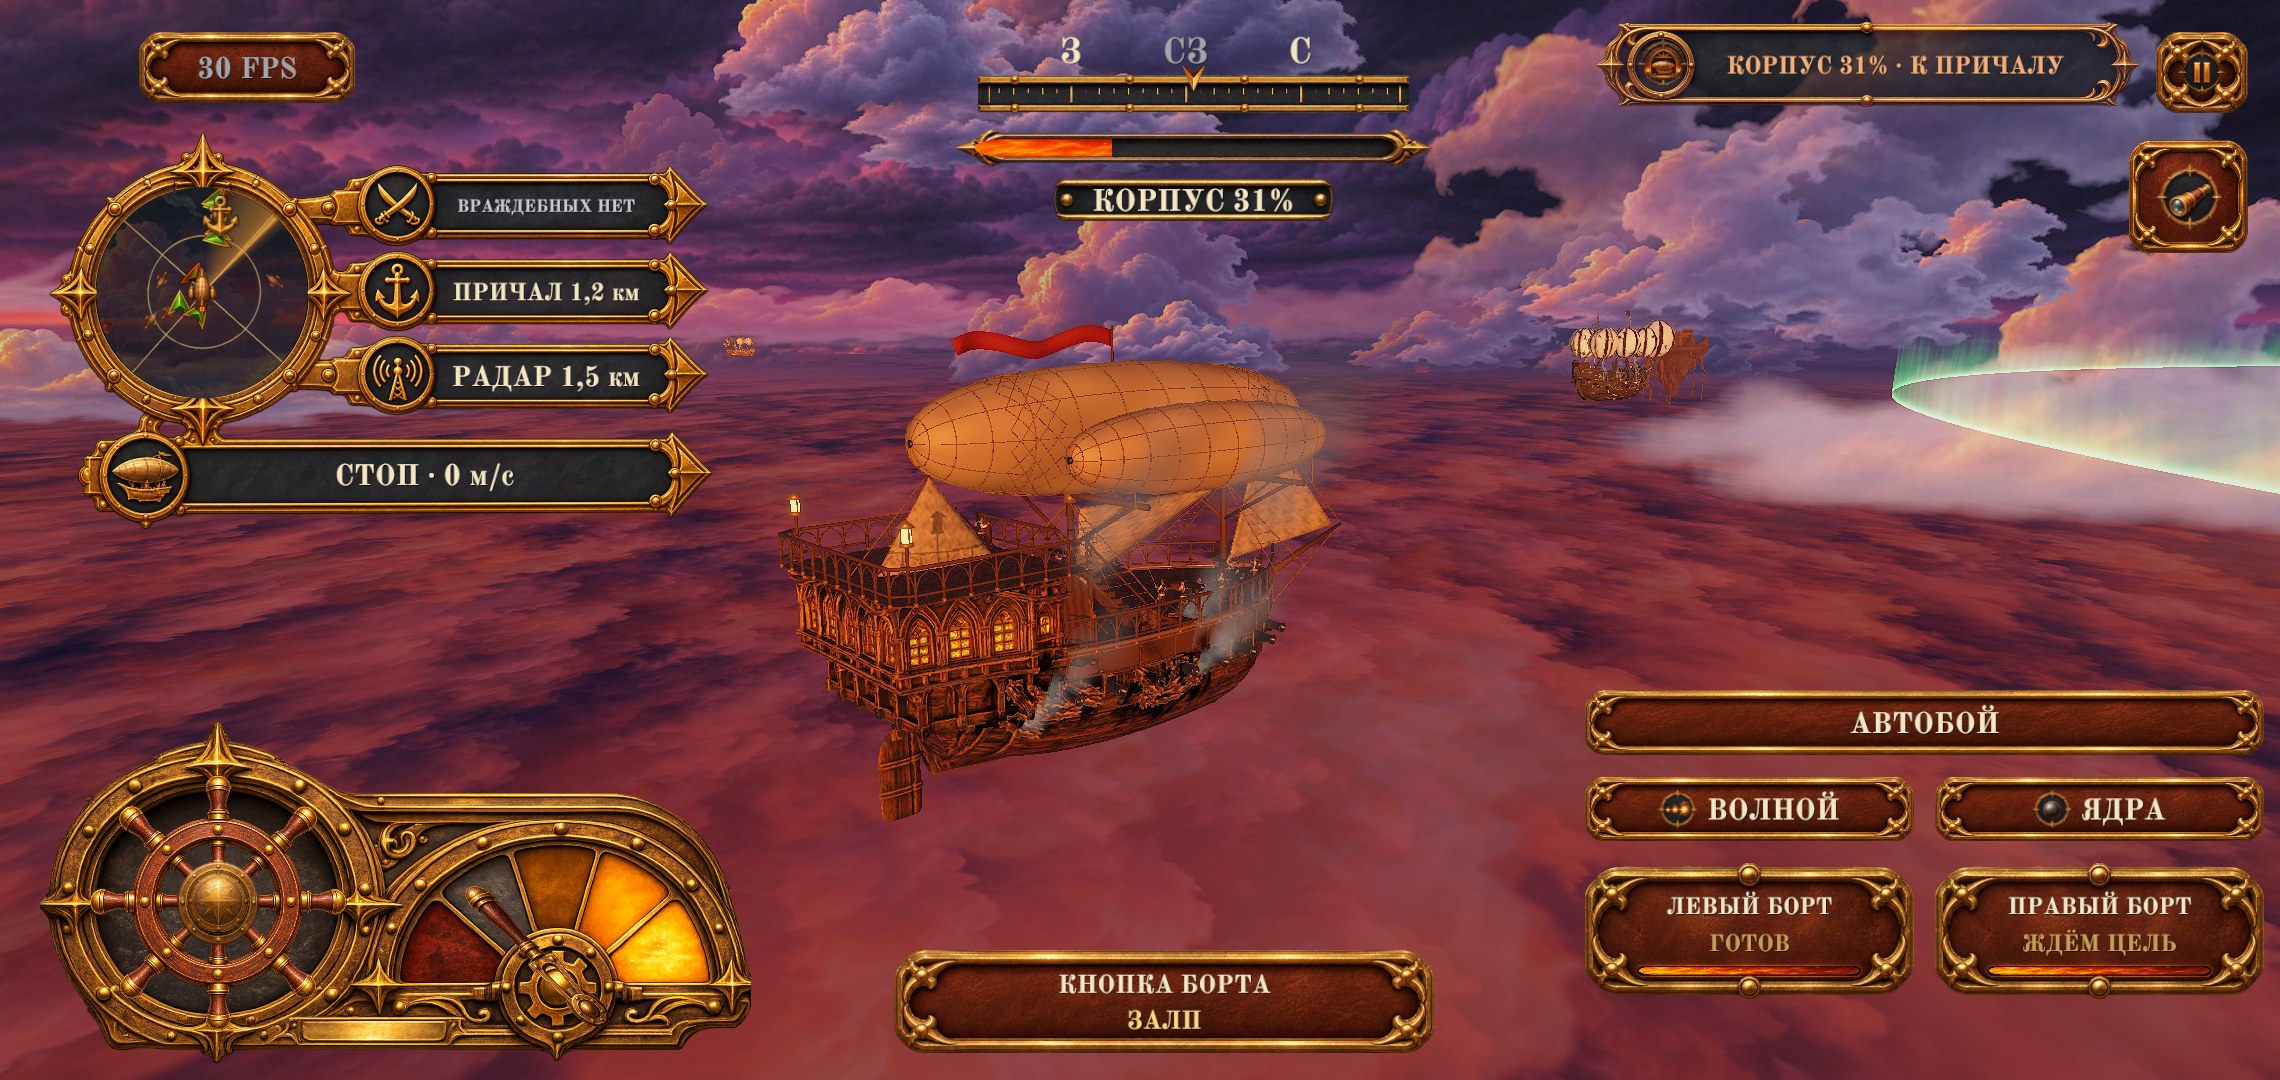 30 FPS
З СЗ С
КОРПУС 31% · К ПРИЧАЛУ
КОРПУС 31%
ВРАЖДЕБНЫХ НЕТ
ПРИЧАЛ 1,2 км
РАДАР 1,5 км
СТОП · 0 м/с
АВТОБОЙ
ВОЛНОЙ
ЯДРА
ЛЕВЫЙ БОРТ
ГОТОВ
ПРАВЫЙ БОРТ
ЖДЁМ ЦЕЛЬ
КНОПКА БОРТА
ЗАЛП